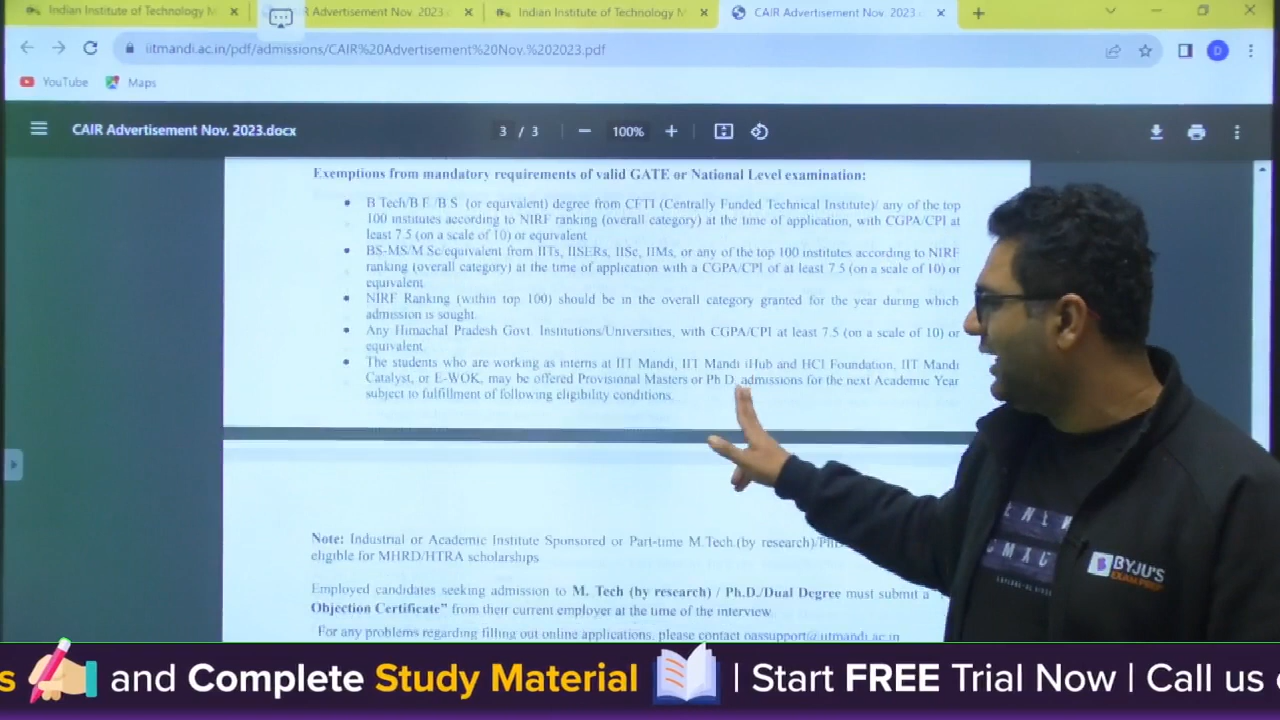 Indian Institute of Technology M
R Advertisement Nov. 2023.c
Indian Institute of Technology M
CAIR Advertisement Nov. 2023.
iitmandi.ac.in/pdf/admissions/CAIR%20Advertisement%20Nov.%202023.pdf
D
YouTube
Maps
CAIR Advertisement Nov. 2023.docx
3 / 3
100%
Exemptions from mandatory requirements of valid GATE or National Level examination:
• B.Tech/B.E./B.S. (or equivalent) degree from CFTI (Centrally Funded Technical Institute)/ any of the top
100 institutes according to NIRF ranking (overall category) at the time of application, with CGPA/CPI at
least 7.5 (on a scale of 10) or equivalent
• BS-MS/M.Sc/equivalent from IITs, IISERs, IISc, IIMs, or any of the top 100 institutes according to NIRF
ranking (overall category) at the time of application with a CGPA/CPI of at least 7.5 (on a scale of 10) or
equivalent
• NIRF Ranking (within top 100) should be in the overall category granted for the year during which
admission is sought.
• Any Himachal Pradesh Govt. Institutions/Universities, with CGPA/CPI at least 7.5 (on a scale of 10) or
equivalent.
• The students who are working as interns at IIT Mandi, IIT Mandi iHub and HCI Foundation, IIT Mandi
Catalyst, or E-WOK, may be offered Provisional Masters or Ph.D. admissions for the next Academic Year
subject to fulfillment of following eligibility conditions.
Note: Industrial or Academic Institute Sponsored or Part-time M.Tech.(by research)/Ph
eligible for MHRD/HTRA scholarships
Employed candidates seeking admission to M. Tech (by research) / Ph.D./Dual Degree must submit a
Objection Certificate" from their current employer at the time of the interview.
For any problems regarding filling out online applications, please contact oassupport@iitmandi.ac.in
BYJU'S
EXAM PREP
s and Complete Study Material | Start FREE Trial Now | Call us